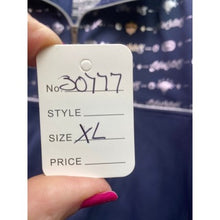 No. 30777
STYLE
SIZE XL
PRICE